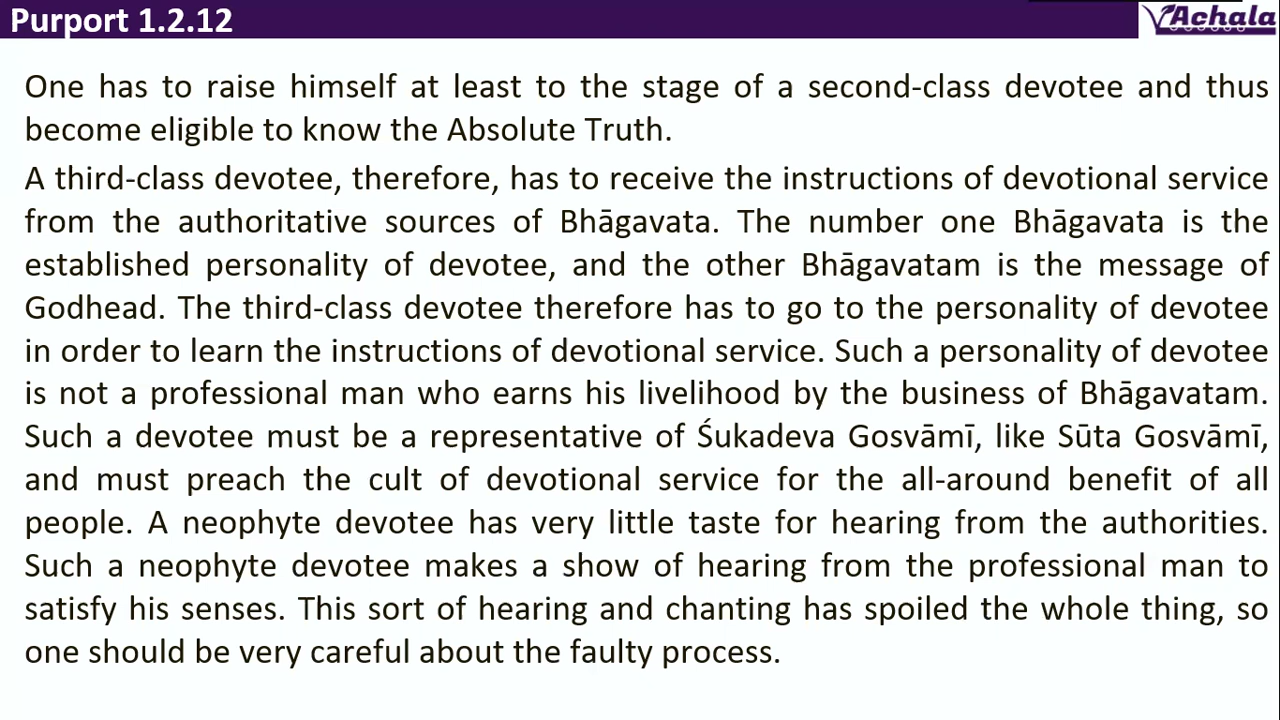 Purport 1.2.12
Achala
One has to raise himself at least to the stage of a second-class devotee and thus
become eligible to know the Absolute Truth.
A third-class devotee, therefore, has to receive the instructions of devotional service
from the authoritative sources of Bhāgavata. The number one Bhāgavata is the
established personality of devotee, and the other Bhāgavatam is the message of
Godhead. The third-class devotee therefore has to go to the personality of devotee
in order to learn the instructions of devotional service. Such a personality of devotee
is not a professional man who earns his livelihood by the business of Bhāgavatam.
Such a devotee must be a representative of Śukadeva Gosvāmī, like Sūta Gosvāmī,
and must preach the cult of devotional service for the all-around benefit of all
people. A neophyte devotee has very little taste for hearing from the authorities.
Such a neophyte devotee makes a show of hearing from the professional man to
satisfy his senses. This sort of hearing and chanting has spoiled the whole thing, so
one should be very careful about the faulty process.